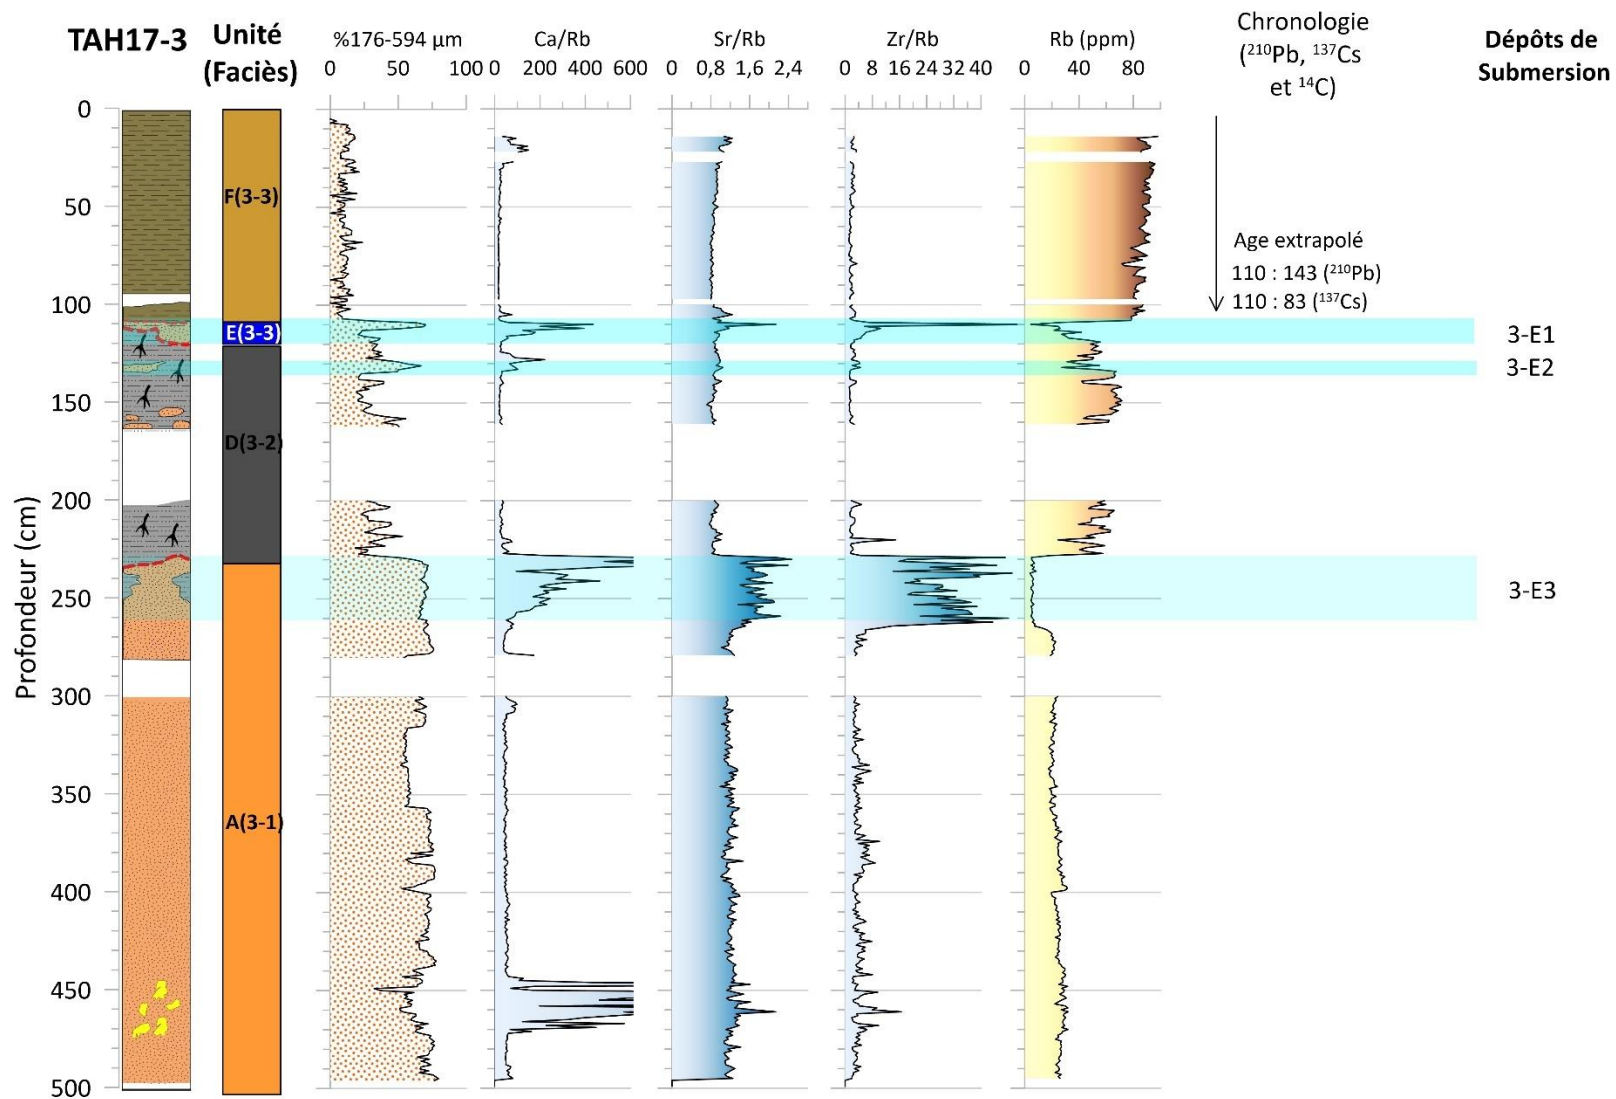 TAH17-3
Unité
(Faciès)
%176-594 µm
Ca/Rb
Sr/Rb
Zr/Rb
Rb (ppm)
Chronologie
(²¹⁰Pb, ¹³⁷Cs
et ¹⁴C)
Dépôts de
Submersion
0 50 100
0 200 400 600
0 0,8 1,6 2,4
0 8 16 24 32 40
0 40 80
Profondeur (cm)
0
50
100
150
200
250
300
350
400
450
500
F(3-3)
E(3-3)
D(3-2)
A(3-1)
Age extrapolé
110 : 143 (²¹⁰Pb)
110 : 83 (¹³⁷Cs)
3-E1
3-E2
3-E3